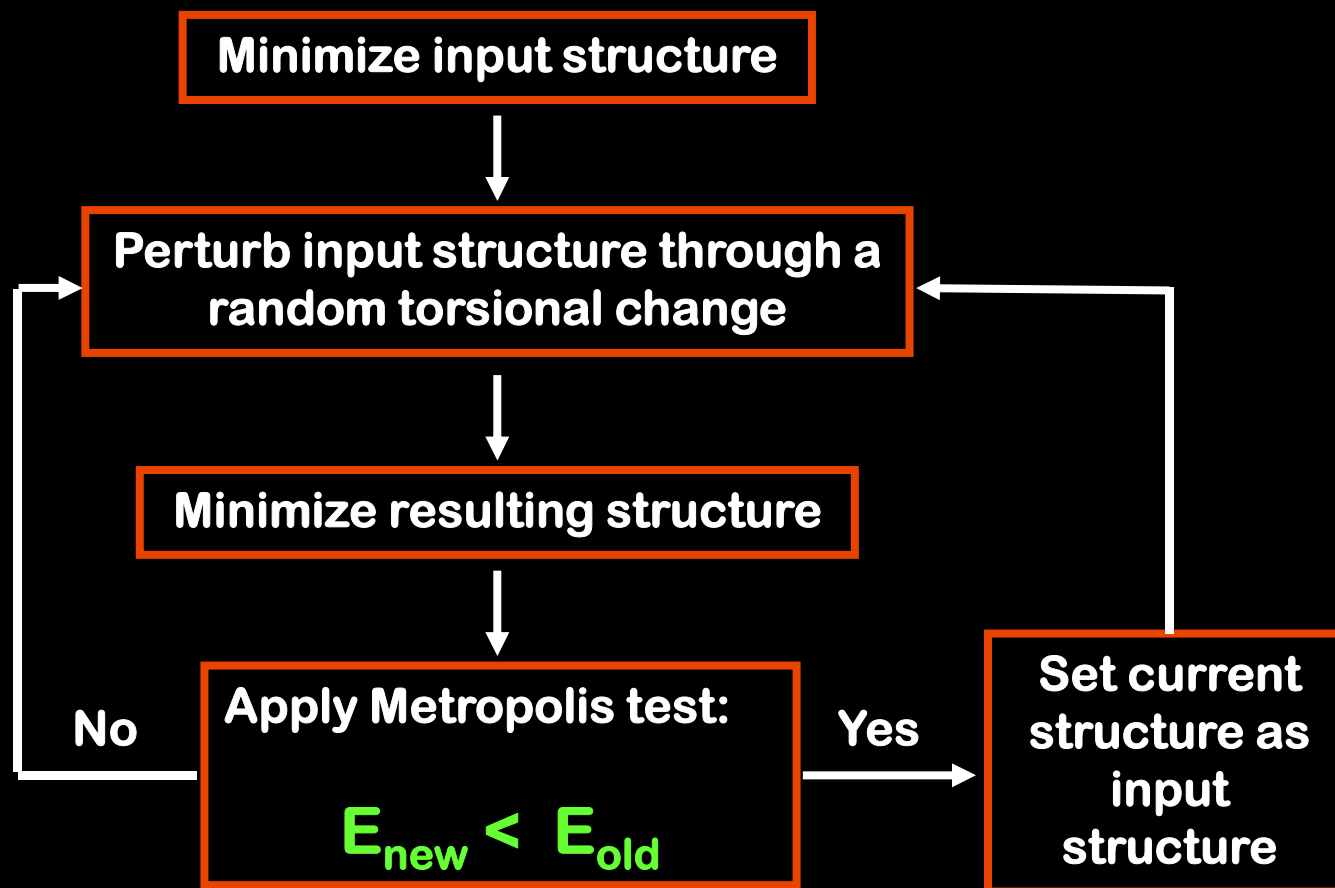 Minimize input structure
Perturb input structure through a
random torsional change
Minimize resulting structure
No
Apply Metropolis test:
Enew < Eold
Yes
Set current
structure as
input
structure